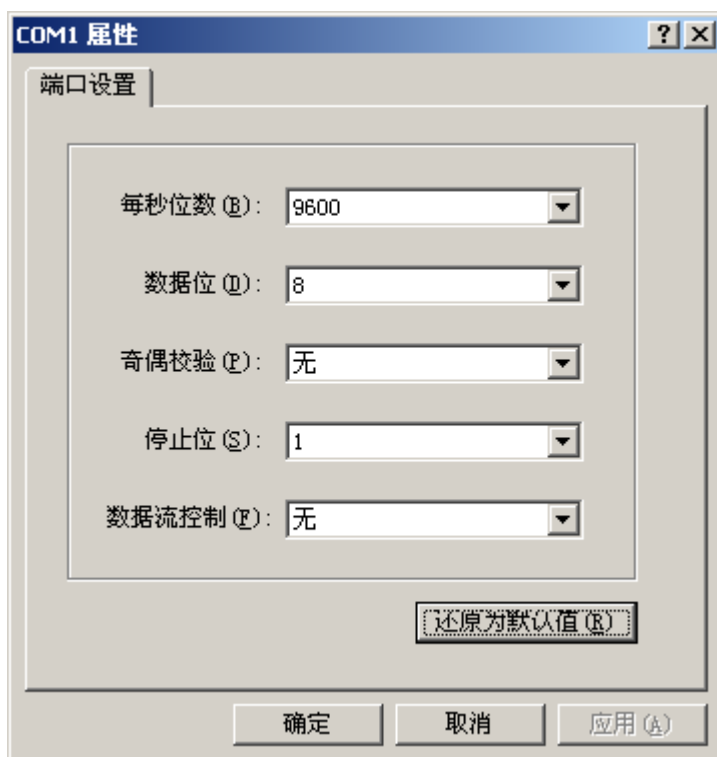 COM1 属性
端口设置
每秒位数(B): 9600
数据位(D): 8
奇偶校验(P): 无
停止位(S): 1
数据流控制(F): 无
还原为默认值(R)
确定 取消 应用(A)